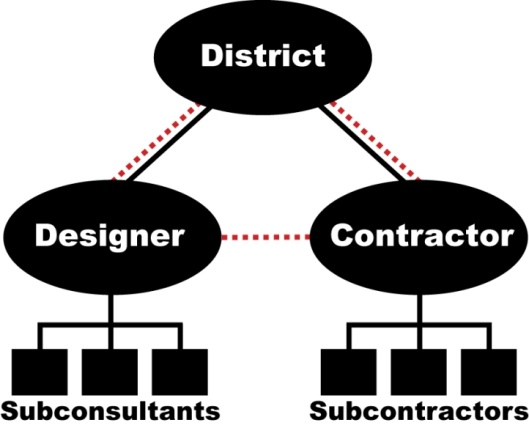 District
Designer
Contractor
Subconsultants
Subcontractors